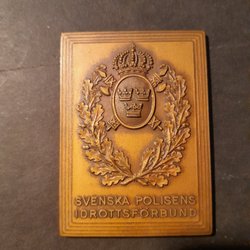 SVENSKA POLISENS
IDROTTSFÖRBUND